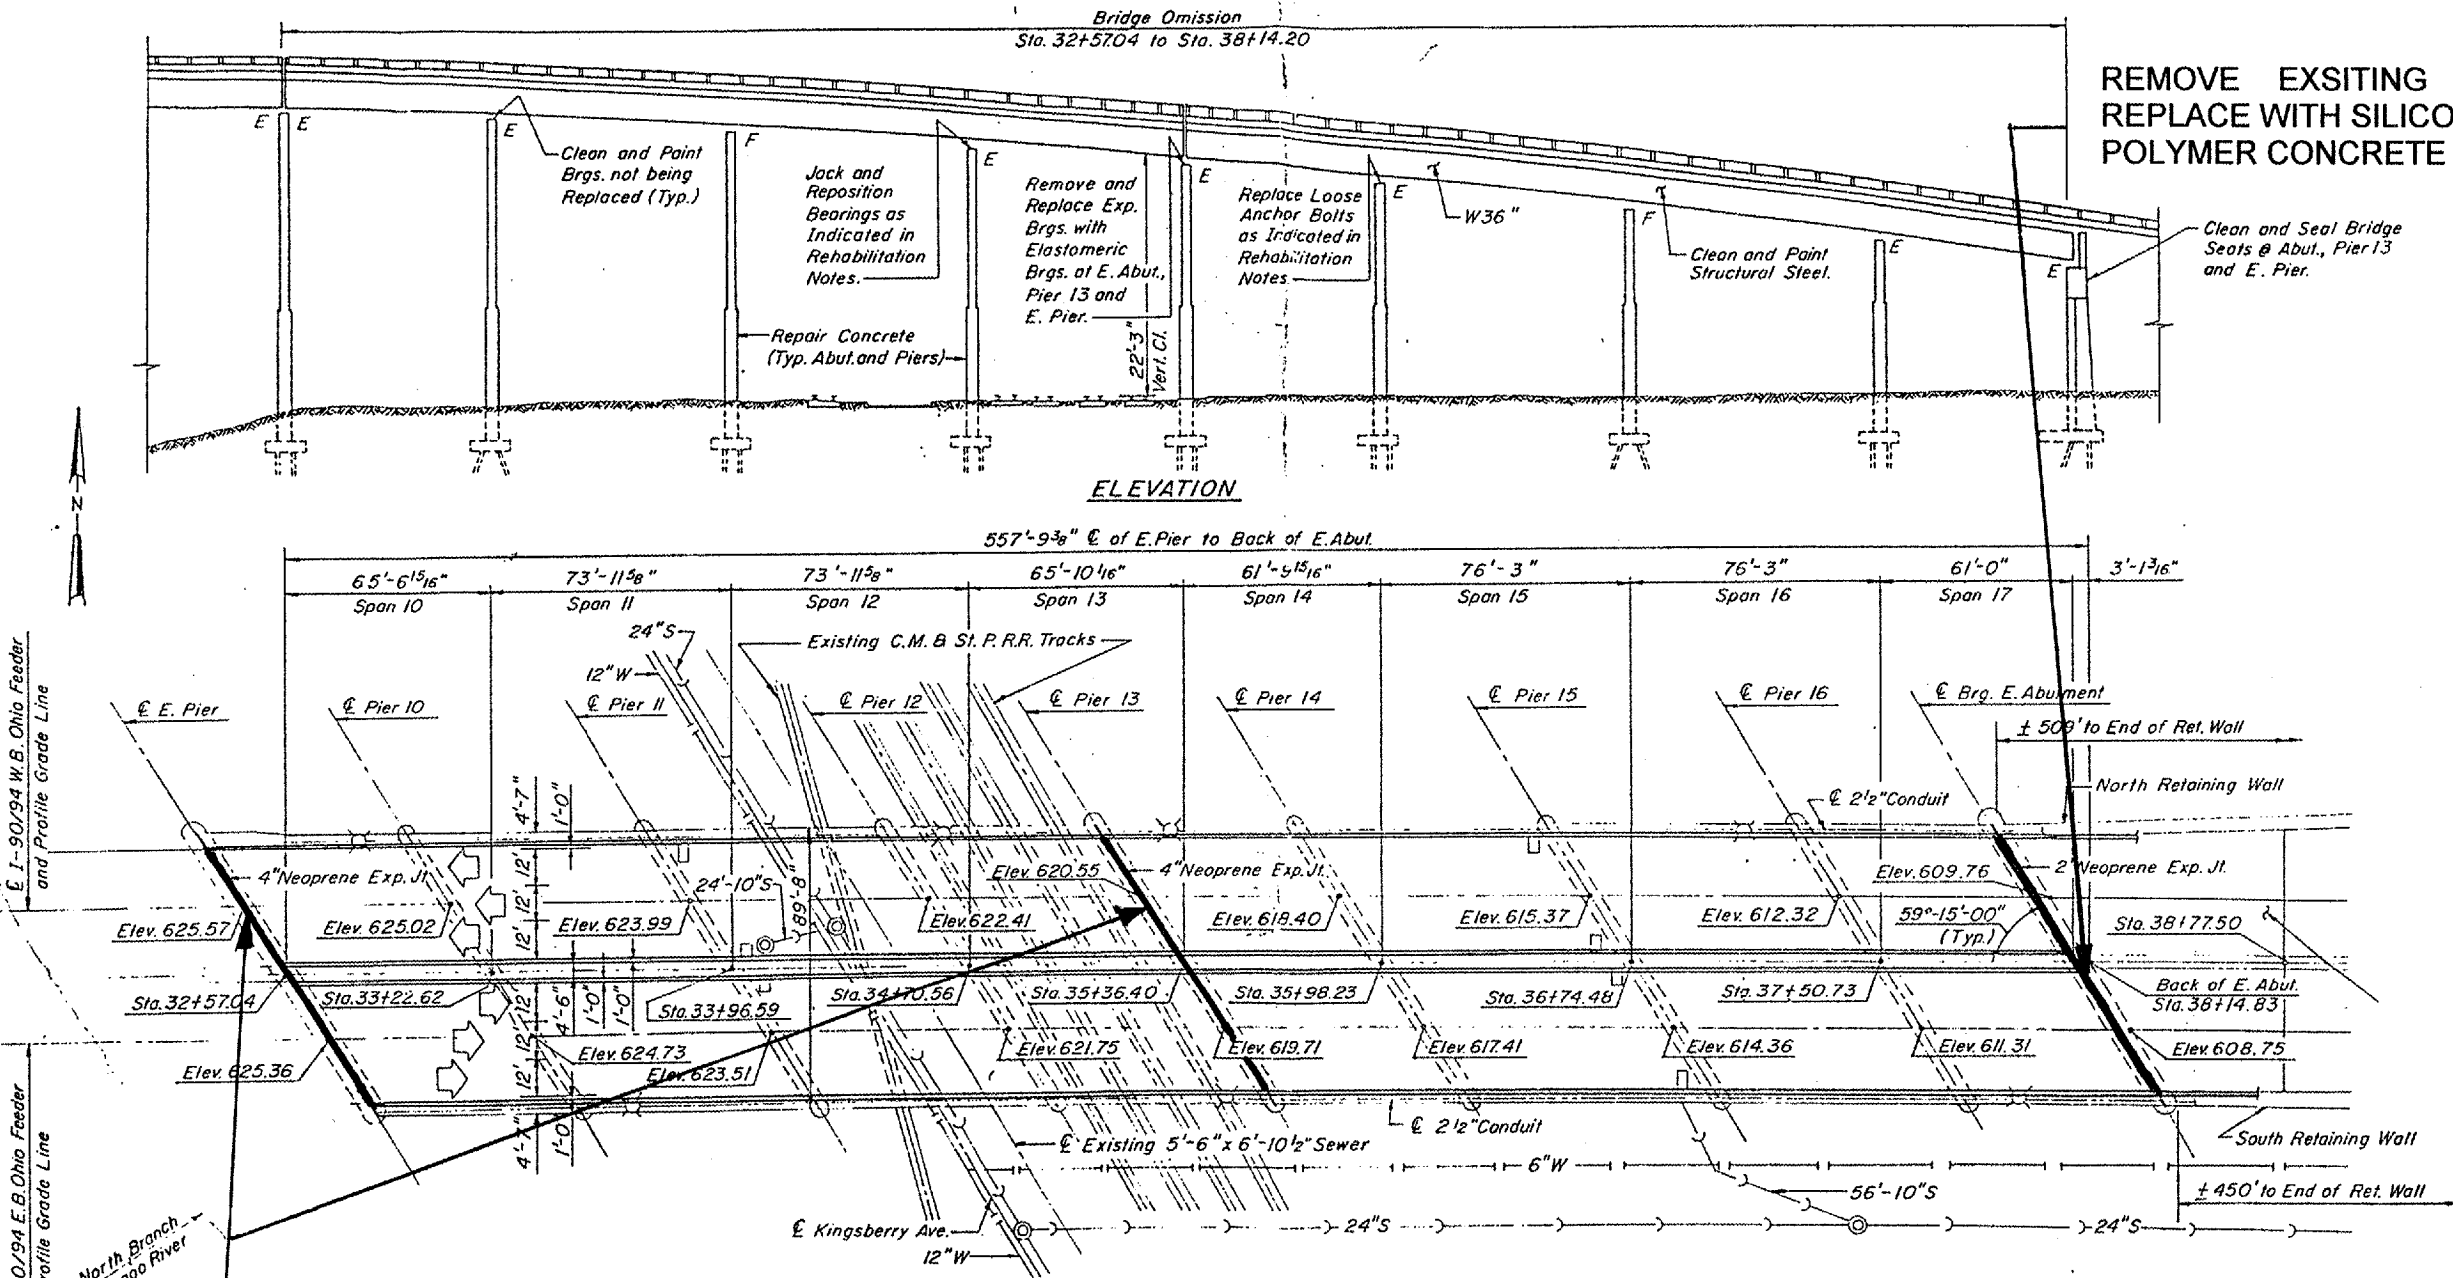 Bridge Omission
Sta. 32+57.04 to Sta. 38+14.20
REMOVE EXSITING
REPLACE WITH SILICO
POLYMER CONCRETE
E E
E
F
E
E
E
F
E
E
Clean and Paint
Brgs. not being
Replaced (Typ.)
Jack and
Reposition
Bearings as
Indicated in
Rehabilitation
Notes.
Remove and
Replace Exp.
Brgs. with
Elastomeric
Brgs. at E. Abut.,
Pier 13 and
E. Pier.
Replace Loose
Anchor Bolts
as Indicated in
Rehabilitation
Notes
W36"
Clean and Paint
Structural Steel.
Clean and Seal Bridge
Seats @ Abut., Pier 13
and E. Pier.
Repair Concrete
(Typ. Abut. and Piers)
22'-3"
Vert. Cl.
N
ELEVATION
557'-9 3/8" ℄ of E. Pier to Back of E. Abut.
65'-6 15/16"
73'-11 5/8"
73'-11 5/8"
65'-10 1/16"
61'-9 15/16"
76'-3"
76'-3"
61'-0"
3'-1 3/16"
Span 10
Span 11
Span 12
Span 13
Span 14
Span 15
Span 16
Span 17
24"S
12"W
Existing C.M. & St. P. R.R. Tracks
℄ E. Pier
℄ Pier 10
℄ Pier 11
℄ Pier 12
℄ Pier 13
℄ Pier 14
℄ Pier 15
℄ Pier 16
℄ Brg. E. Abutment
± 509' to End of Ret. Wall
North Retaining Wall
℄ 2 1/2" Conduit
℄ I-90/94 W.B. Ohio Feeder
and Profile Grade Line
4'-7"
1'-0"
12'
12'
12'
4" Neoprene Exp. Jt.
24'-10"S
89'-8"
Elev. 620.55
4" Neoprene Exp. Jt.
Elev. 609.76
2" Neoprene Exp. Jt.
Elev. 625.57
Elev. 625.02
Elev. 623.99
Elev. 622.41
Elev. 618.40
Elev. 615.37
Elev. 612.32
59°-15'-00"
(Typ.)
Sta. 38+77.50
Sta. 32+57.04
Sta. 33+22.62
Sta. 33+96.59
Sta. 34+70.56
Sta. 35+36.40
Sta. 35+98.23
Sta. 36+74.48
Sta. 37+50.73
Back of E. Abut.
Sta. 38+14.83
4'-6"
1'-0"
1'-0"
12'
12'
12'
Elev. 625.36
Elev. 624.73
Elev. 623.51
Elev. 621.75
Elev. 619.71
Elev. 617.41
Elev. 614.36
Elev. 611.31
Elev. 608.75
4'-7"
1'-0"
℄ 2 1/2" Conduit
℄ Existing 5'-6" x 6'-10 1/2" Sewer
South Retaining Wall
6"W
56'-10"S
± 450' to End of Ret. Wall
℄ Kingsberry Ave.
12"W
24"S
24"S
0/94 E.B. Ohio Feeder
rofile Grade Line
North Branch
River